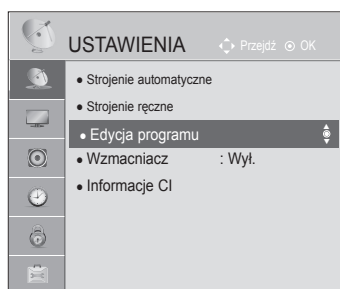 USTAWIENIA Przejdź OK
• Strojenie automatyczne
• Strojenie ręczne
• Edycja programu
• Wzmacniacz : Wył.
• Informacje CI